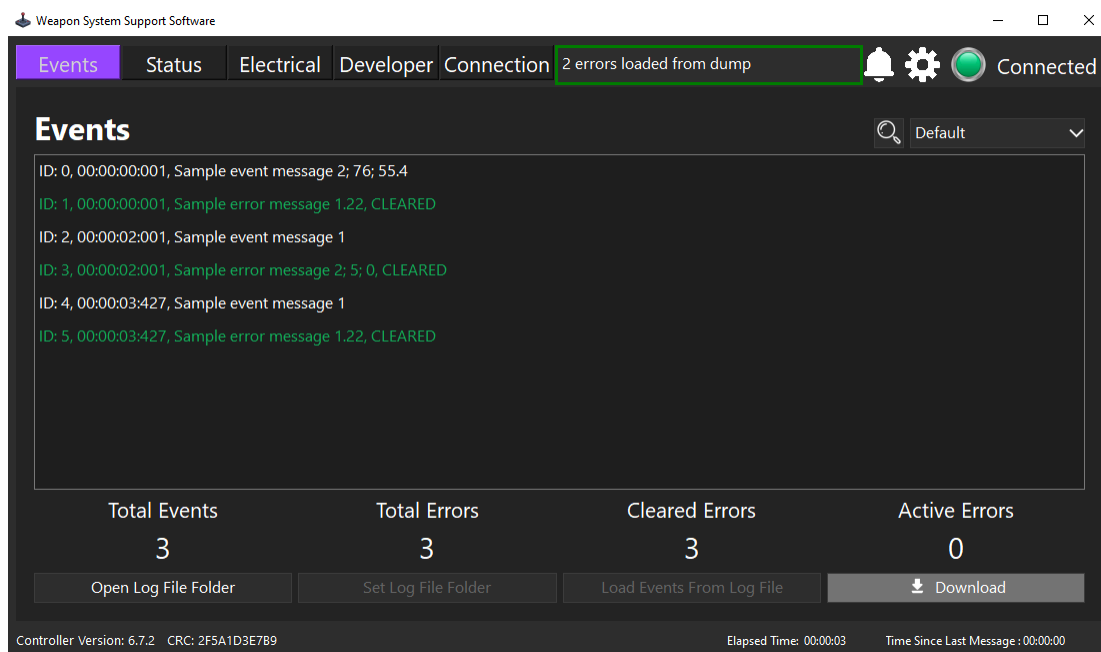 Weapon System Support Software
Events Status Electrical Developer Connection 2 errors loaded from dump Connected
Events
Default
ID: 0, 00:00:00:001, Sample event message 2; 76; 55.4
ID: 1, 00:00:00:001, Sample error message 1.22, CLEARED
ID: 2, 00:00:02:001, Sample event message 1
ID: 3, 00:00:02:001, Sample error message 2; 5; 0, CLEARED
ID: 4, 00:00:03:427, Sample event message 1
ID: 5, 00:00:03:427, Sample error message 1.22, CLEARED
Total Events Total Errors Cleared Errors Active Errors
3 3 3 0
Open Log File Folder Set Log File Folder Load Events From Log File Download
Controller Version: 6.7.2 CRC: 2F5A1D3E7B9 Elapsed Time: 00:00:03 Time Since Last Message : 00:00:00